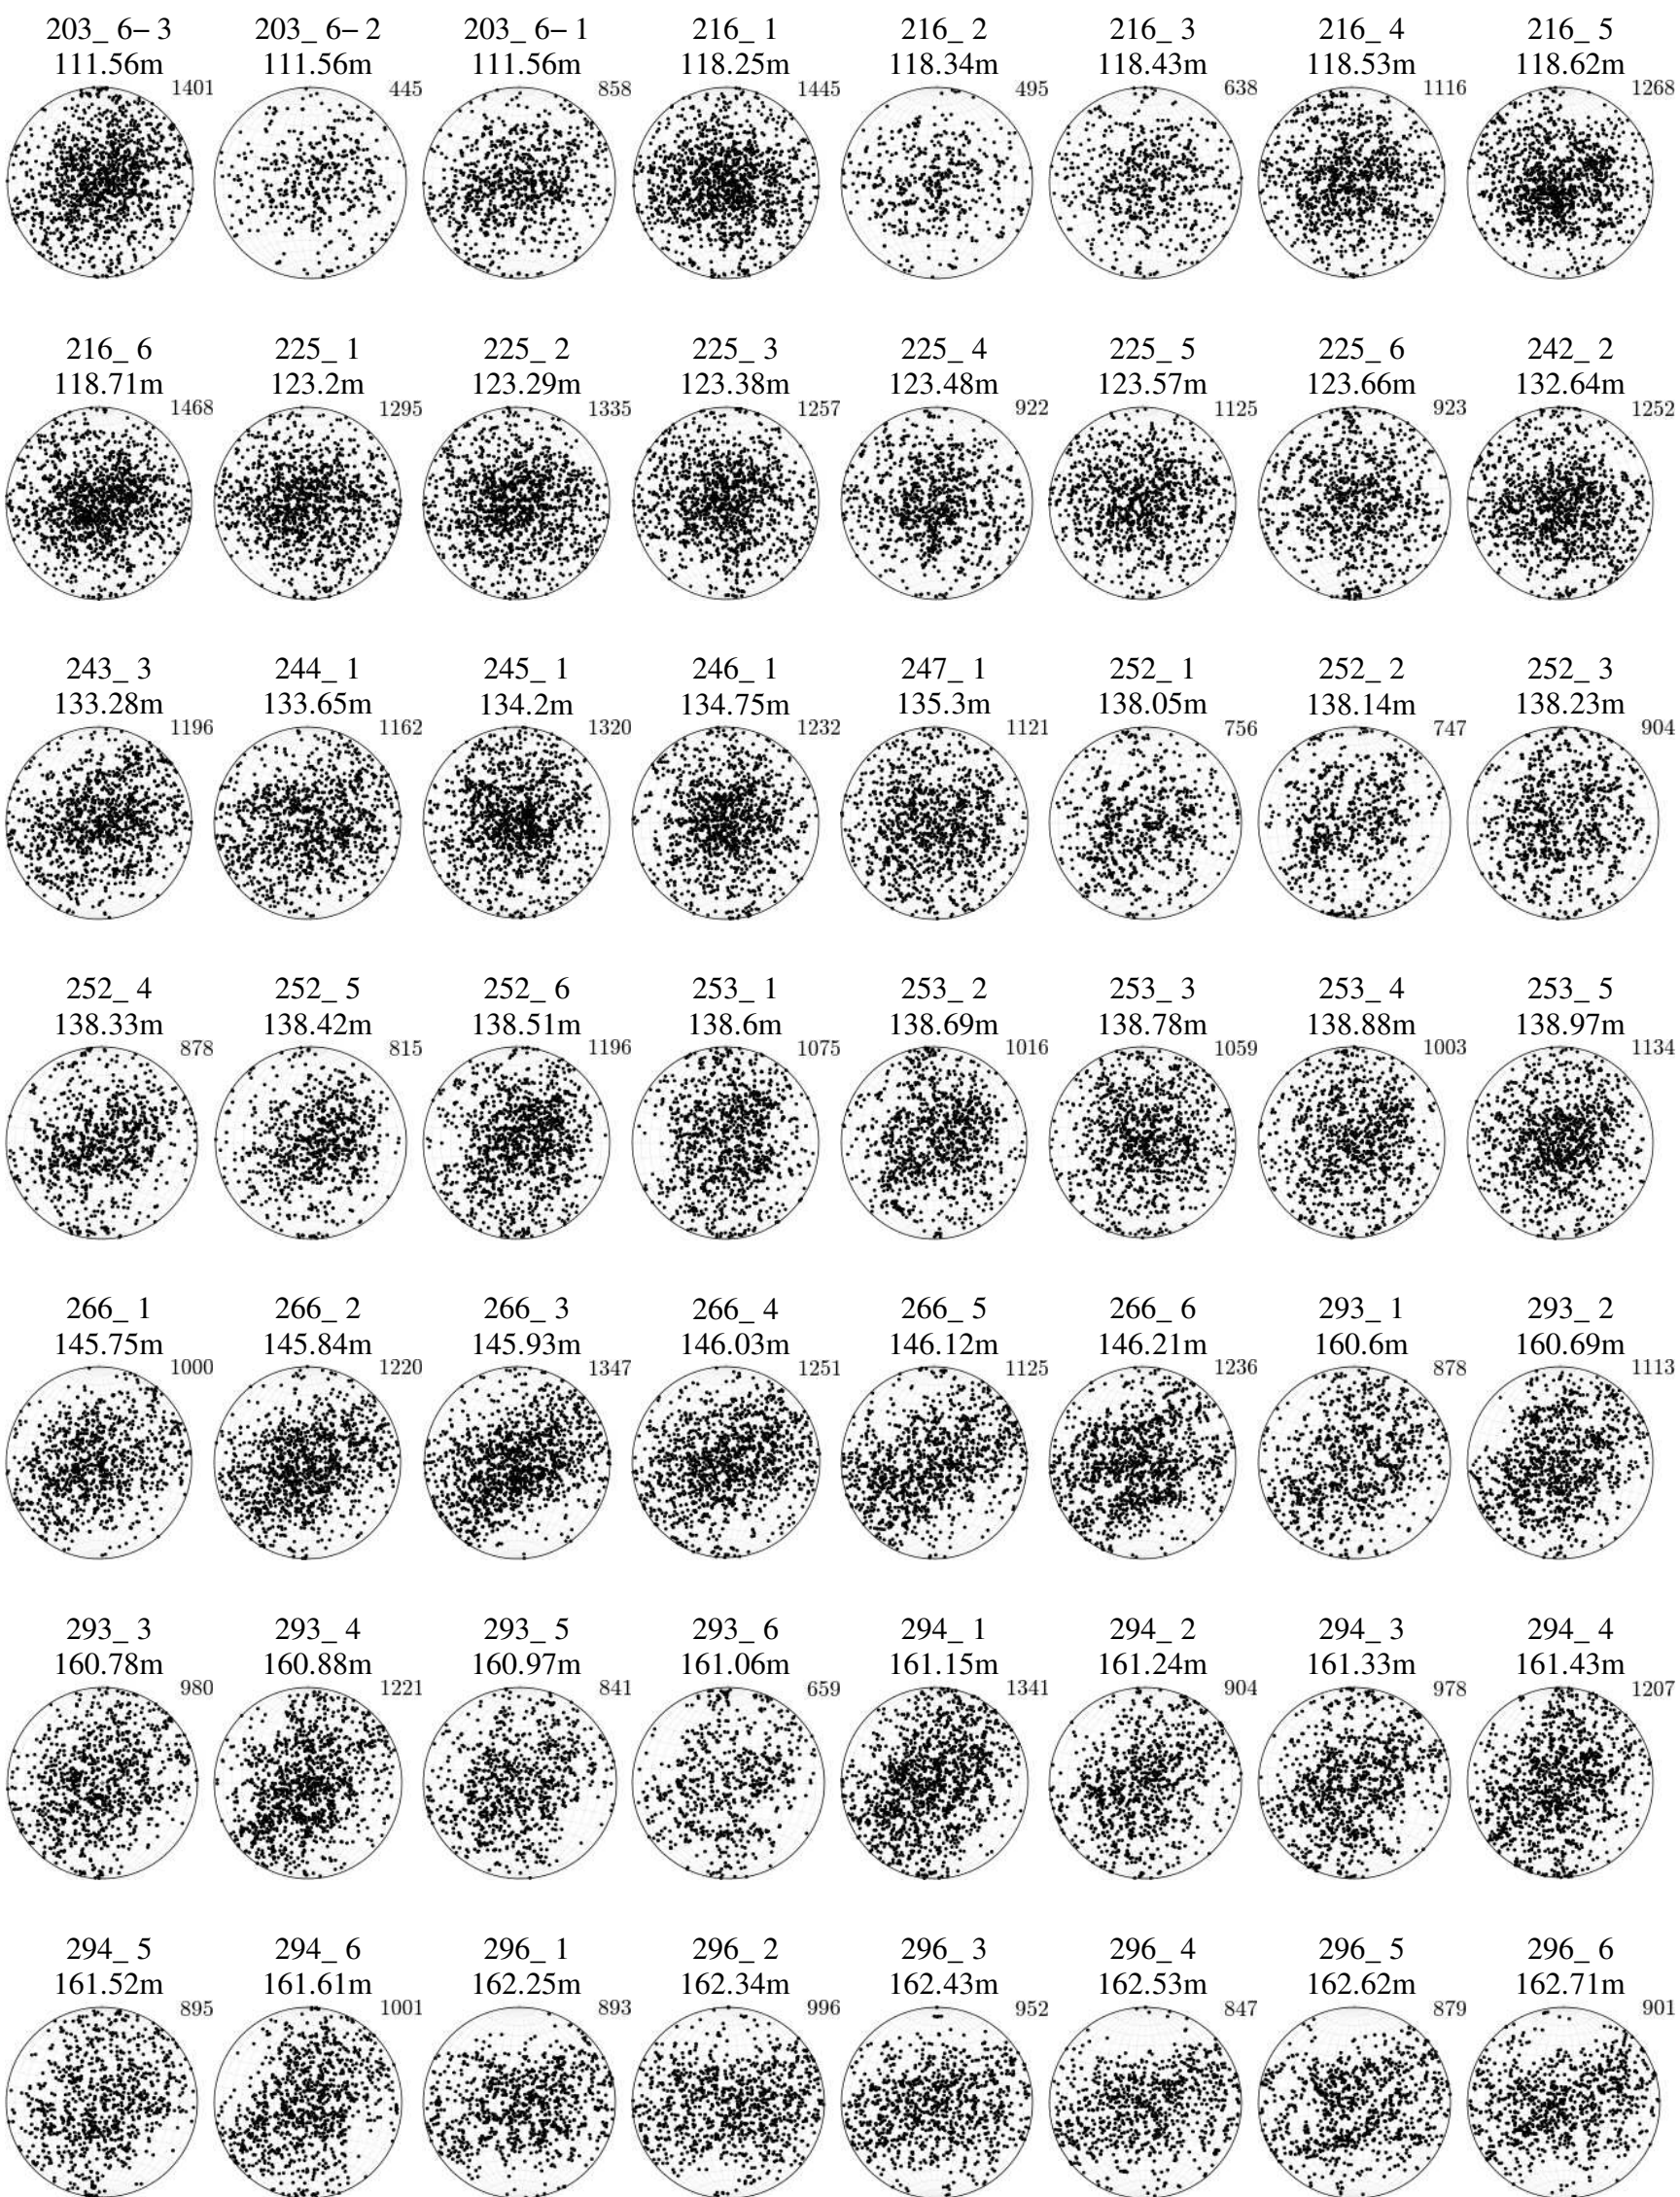 203_ 6−3 203_ 6−2 203_ 6−1 216_ 1 216_ 2 216_ 3 216_ 4 216_ 5
111.56m 111.56m 111.56m 118.25m 118.34m 118.43m 118.53m 118.62m
1401 445 858 1445 495 638 1116 1268
216_ 6 225_ 1 225_ 2 225_ 3 225_ 4 225_ 5 225_ 6 242_ 2
118.71m 123.2m 123.29m 123.38m 123.48m 123.57m 123.66m 132.64m
1468 1295 1335 1257 922 1125 923 1252
243_ 3 244_ 1 245_ 1 246_ 1 247_ 1 252_ 1 252_ 2 252_ 3
133.28m 133.65m 134.2m 134.75m 135.3m 138.05m 138.14m 138.23m
1196 1162 1320 1232 1121 756 747 904
252_ 4 252_ 5 252_ 6 253_ 1 253_ 2 253_ 3 253_ 4 253_ 5
138.33m 138.42m 138.51m 138.6m 138.69m 138.78m 138.88m 138.97m
878 815 1196 1075 1016 1059 1003 1134
266_ 1 266_ 2 266_ 3 266_ 4 266_ 5 266_ 6 293_ 1 293_ 2
145.75m 145.84m 145.93m 146.03m 146.12m 146.21m 160.6m 160.69m
1000 1220 1347 1251 1125 1236 878 1113
293_ 3 293_ 4 293_ 5 293_ 6 294_ 1 294_ 2 294_ 3 294_ 4
160.78m 160.88m 160.97m 161.06m 161.15m 161.24m 161.33m 161.43m
980 1221 841 659 1341 904 978 1207
294_ 5 294_ 6 296_ 1 296_ 2 296_ 3 296_ 4 296_ 5 296_ 6
161.52m 161.61m 162.25m 162.34m 162.43m 162.53m 162.62m 162.71m
895 1001 893 996 952 847 879 901